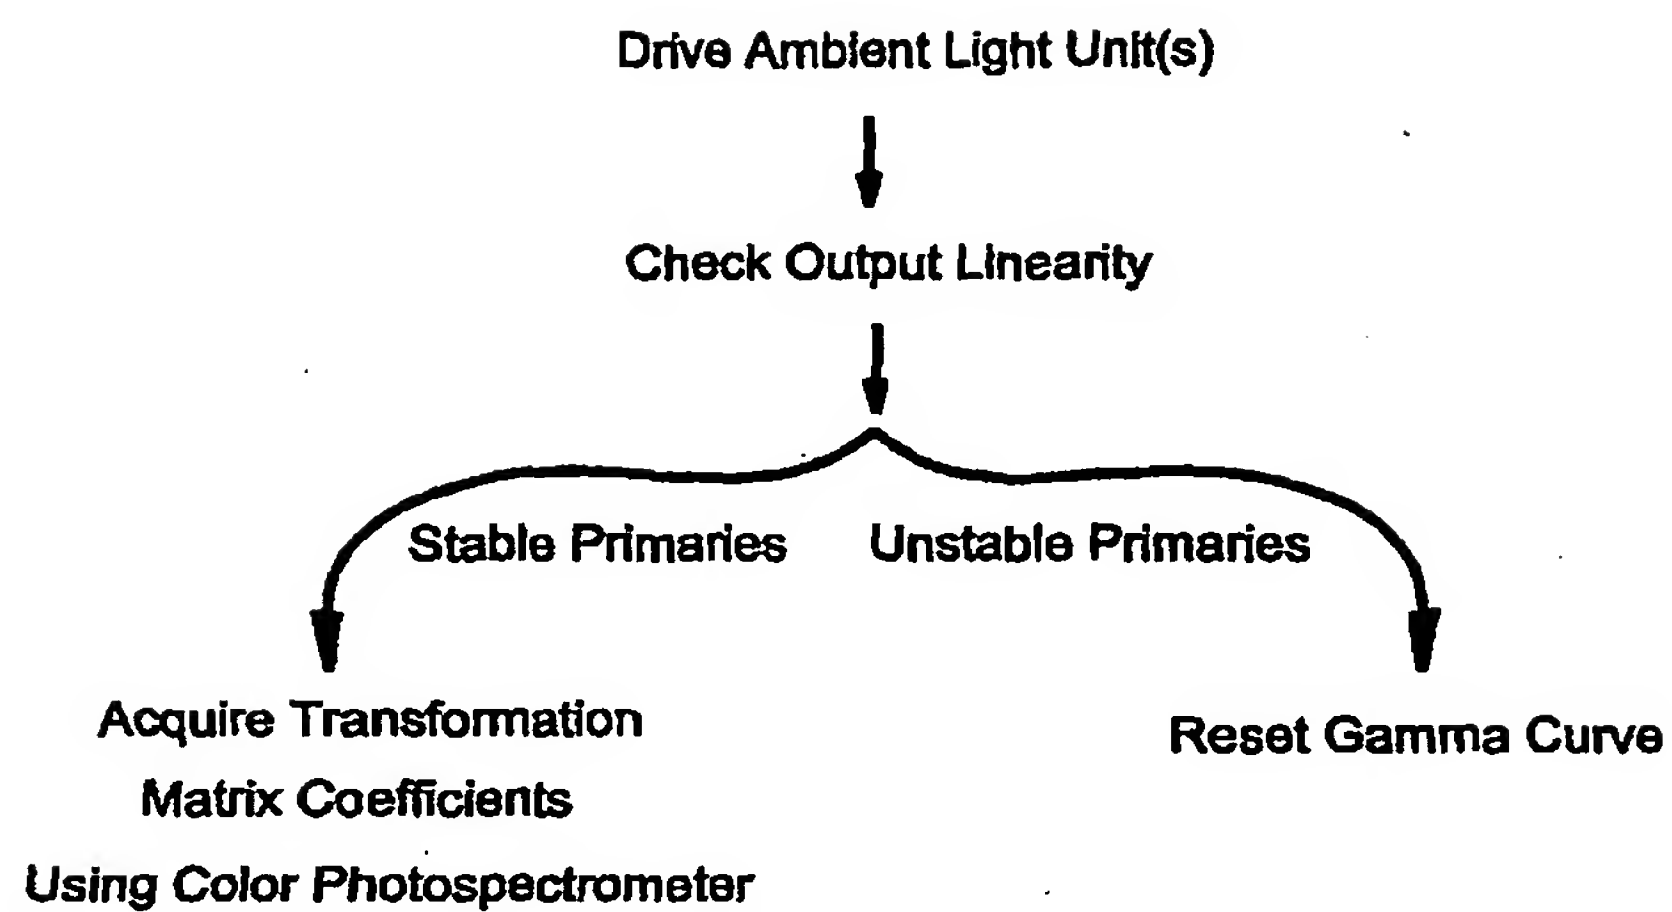 Drive Ambient Light Unit(s)
Check Output Linearity
Stable Primaries
Unstable Primaries
Acquire Transformation
Matrix Coefficients
Using Color Photospectrometer
Reset Gamma Curve